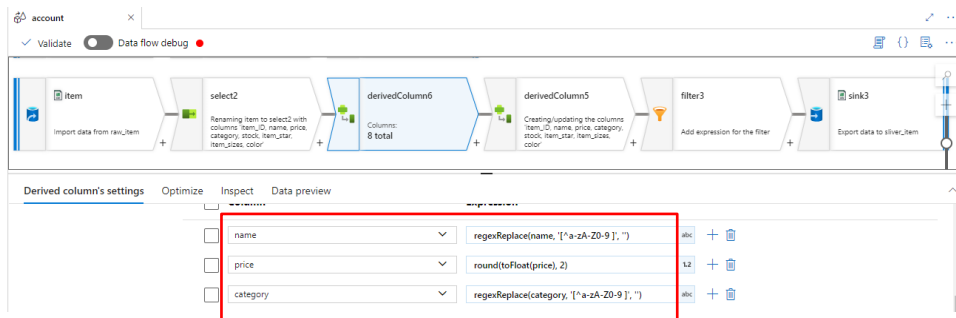 account
Validate
Data flow debug
item
Import data from raw_item
select2
Renaming item to select2 with
columns 'item_ID, name, price,
category, stock, item_star,
item_sizes, color'
derivedColumn6
Columns:
8 total
derivedColumn5
Creating/updating the columns
'item_ID, name, price, category,
stock, item_star, item_sizes,
color'
filter3
Add expression for the filter
sink3
Export data to sliver_item
Derived column's settings Optimize Inspect Data preview
name regexReplace(name, '[^a-zA-Z0-9 ]', '') abc
price round(toFloat(price), 2) 1.2
category regexReplace(category, '[^a-zA-Z0-9 ]', '') abc